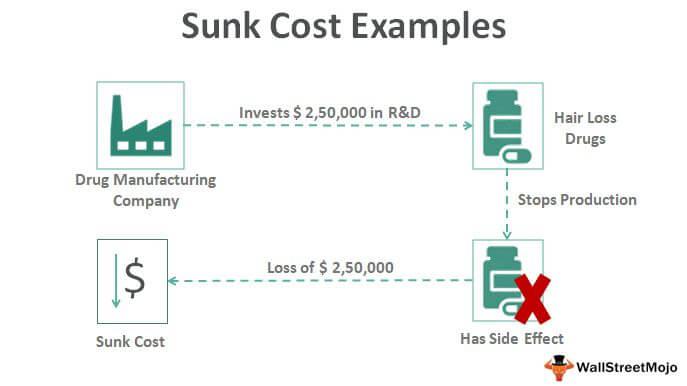 Sunk Cost Examples
Invests $ 2,50,000 in R&D
Hair Loss
Drugs
Drug Manufacturing
Company
Stops Production
$
Loss of $ 2,50,000
Sunk Cost
Has Side Effect
WallStreetMojo